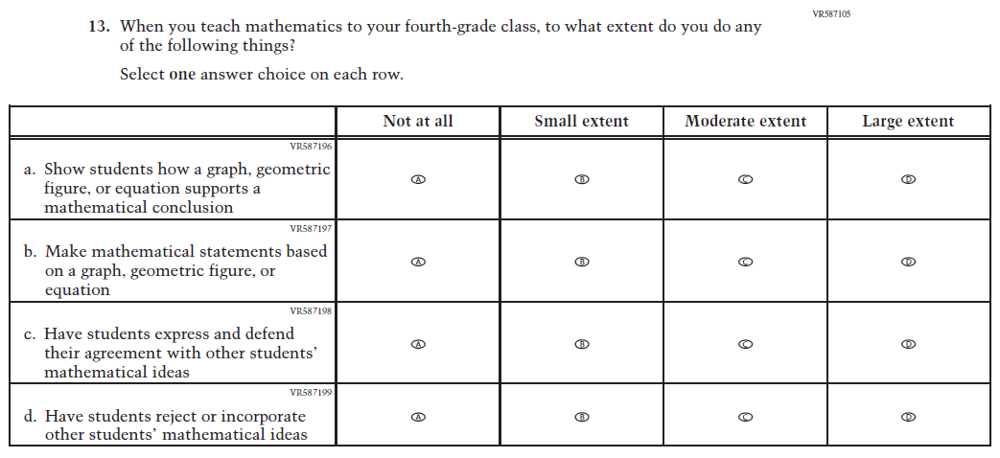 VR587105
13. When you teach mathematics to your fourth-grade class, to what extent do you do any
of the following things?
Select one answer choice on each row.
Not at all Small extent Moderate extent Large extent
VR587196
a. Show students how a graph, geometric
figure, or equation supports a
mathematical conclusion
A B C D
VR587197
b. Make mathematical statements based
on a graph, geometric figure, or
equation
A B C D
VR587198
c. Have students express and defend
their agreement with other students’
mathematical ideas
A B C D
VR587199
d. Have students reject or incorporate
other students’ mathematical ideas
A B C D